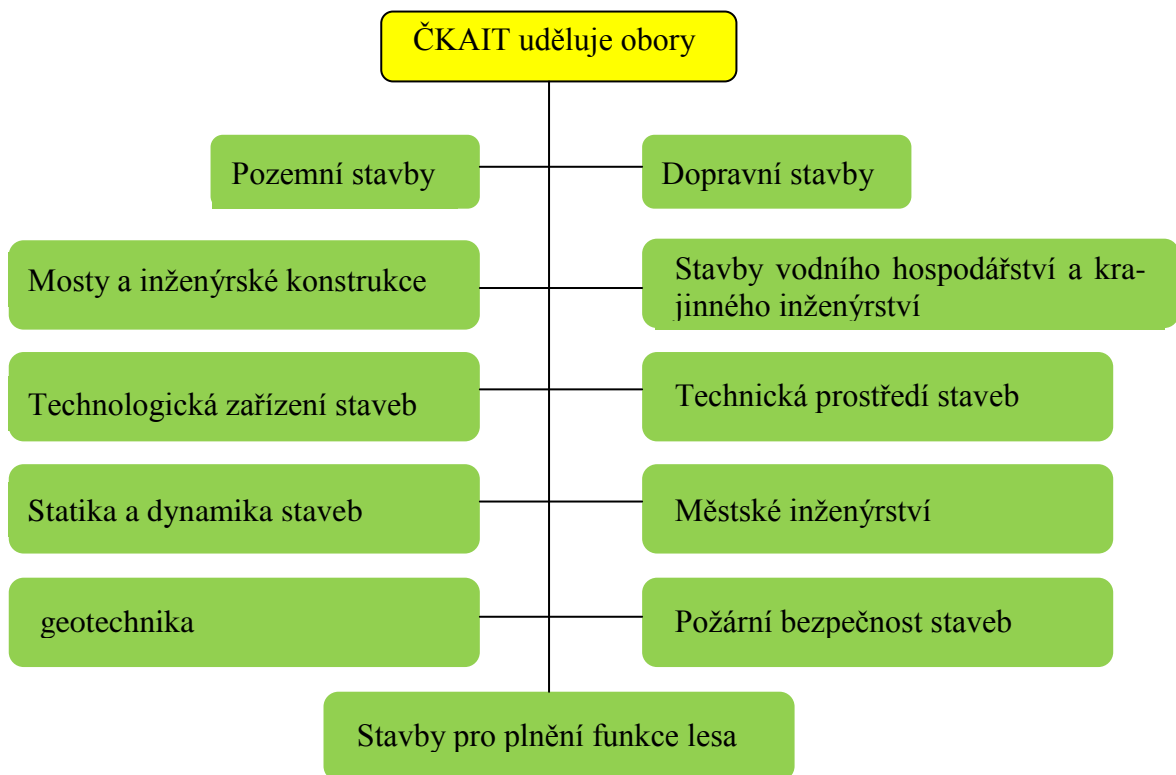 ČKAIT uděluje obory
Pozemní stavby
Dopravní stavby
Mosty a inženýrské konstrukce
Stavby vodního hospodářství a kra-
jinného inženýrství
Technologická zařízení staveb
Technická prostředí staveb
Statika a dynamika staveb
Městské inženýrství
geotechnika
Požární bezpečnost staveb
Stavby pro plnění funkce lesa